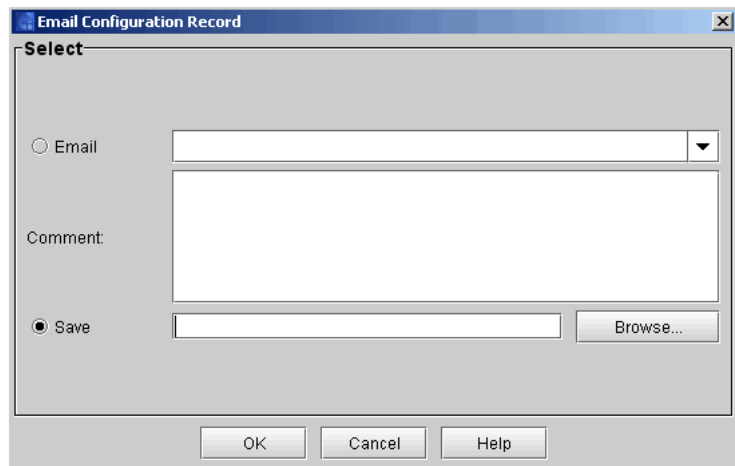 Email Configuration Record
Select
Email
Comment:
Save
Browse...
OK
Cancel
Help